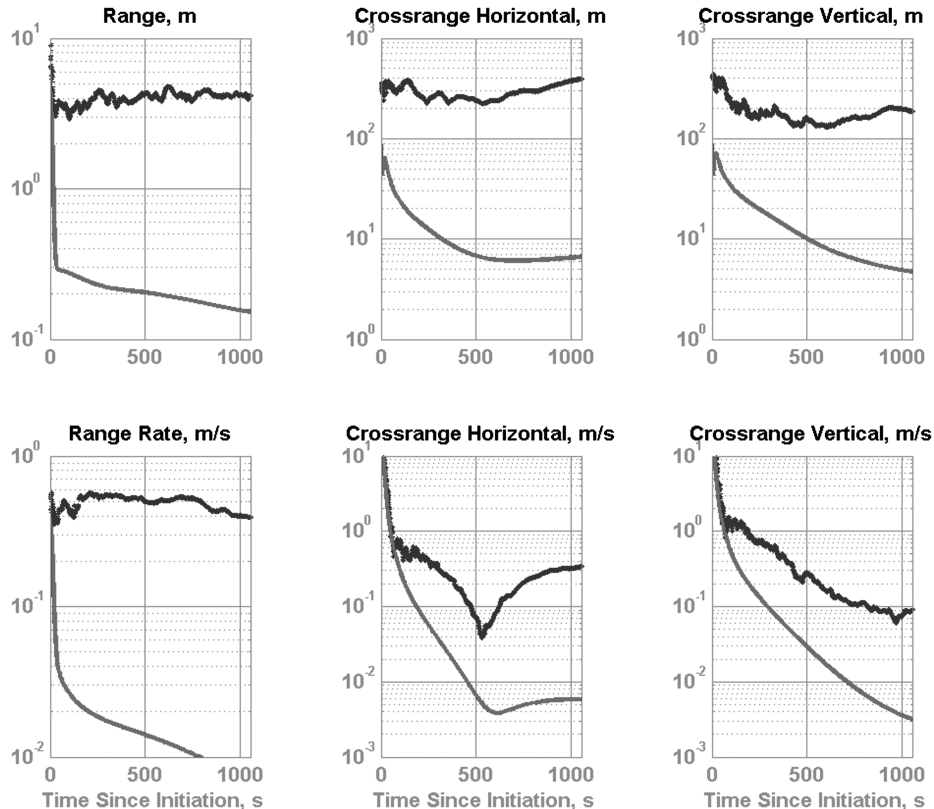 Range, m
Crossrange Horizontal, m
Crossrange Vertical, m
10^1
10^0
10^-1
0 500 1000
10^3
10^2
10^1
10^0
0 500 1000
10^3
10^2
10^1
10^0
0 500 1000
Range Rate, m/s
Crossrange Horizontal, m/s
Crossrange Vertical, m/s
10^0
10^-1
10^-2
0 500 1000
Time Since Initiation, s
10^1
10^0
10^-1
10^-2
10^-3
0 500 1000
Time Since Initiation, s
10^1
10^0
10^-1
10^-2
10^-3
0 500 1000
Time Since Initiation, s